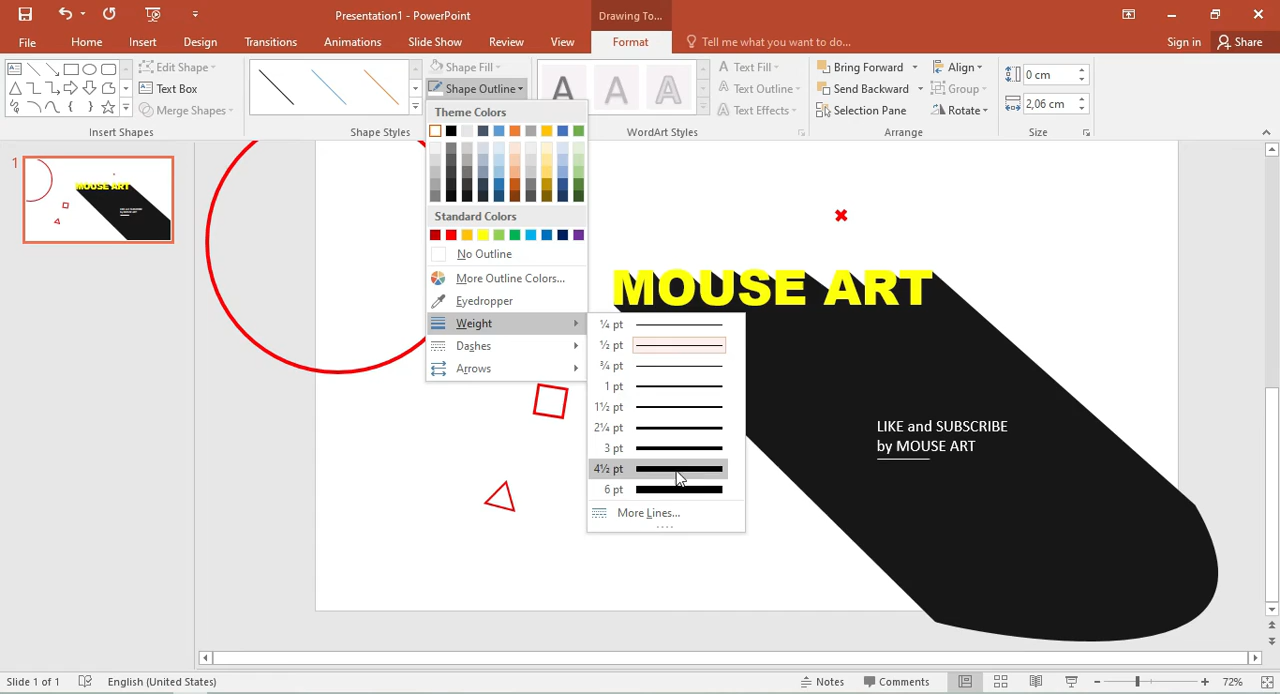 Presentation1 - PowerPoint
Drawing To...
File
Home
Insert
Design
Transitions
Animations
Slide Show
Review
View
Format
Tell me what you want to do...
Sign in
Share
Edit Shape
Text Box
Merge Shapes
Insert Shapes
Shape Styles
Shape Fill
Shape Outline
A A A
Text Fill
Text Outline
Text Effects
WordArt Styles
Bring Forward
Send Backward
Selection Pane
Align
Group
Rotate
Arrange
0 cm
2,06 cm
Size
Theme Colors
Standard Colors
No Outline
More Outline Colors...
Eyedropper
Weight
Dashes
Arrows
¼ pt
½ pt
¾ pt
1 pt
1½ pt
2¼ pt
3 pt
4½ pt
6 pt
More Lines...
1
MOUSE ART
MOUSE ART
LIKE and SUBSCRIBE
by MOUSE ART
Slide 1 of 1
English (United States)
Notes
Comments
72%